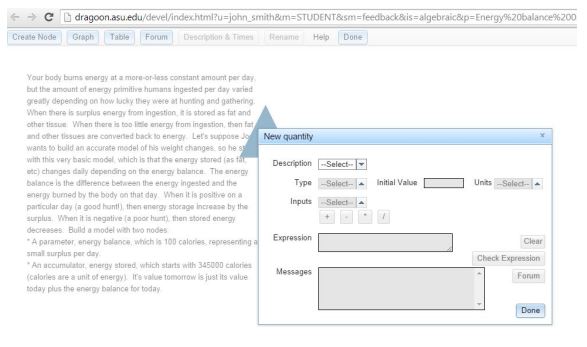 dragoon.asu.edu/devel/index.html?u=john_smith&m=STUDENT&sm=feedback&is=algebraic&p=Energy%20balance%200
Create Node Graph Table Forum Description & Times Rename Help Done
Your body burns energy at a more-or-less constant amount per day,
but the amount of energy primitive humans ingested per day varied
greatly depending on how lucky they were at hunting and gathering.
When there is surplus energy from ingestion, it is stored as fat and
other tissue. When there is too little energy from ingestion, then fat
and other tissues are converted back to energy. Let's suppose Jo
wants to build an accurate model of his weight changes, so he st
with this very basic model, which is that the energy stored (as fat,
etc) changes daily depending on the energy balance. The energy
balance is the difference between the energy ingested and the
energy burned by the body on that day. When it is positive on a
particular day (a good hunt!), then energy storage increase by the
surplus. When it is negative (a poor hunt), then stored energy
decreases. Build a model with two nodes:
* A parameter, energy balance, which is 100 calories, representing a
small surplus per day.
* An accumulator, energy stored, which starts with 345000 calories
(calories are a unit of energy). It's value tomorrow is just its value
today plus the energy balance for today.
New quantity x
Description --Select--
Type --Select-- Initial Value Units --Select--
Inputs --Select--
+ - * /
Expression Clear
Check Expression
Messages Forum
Done